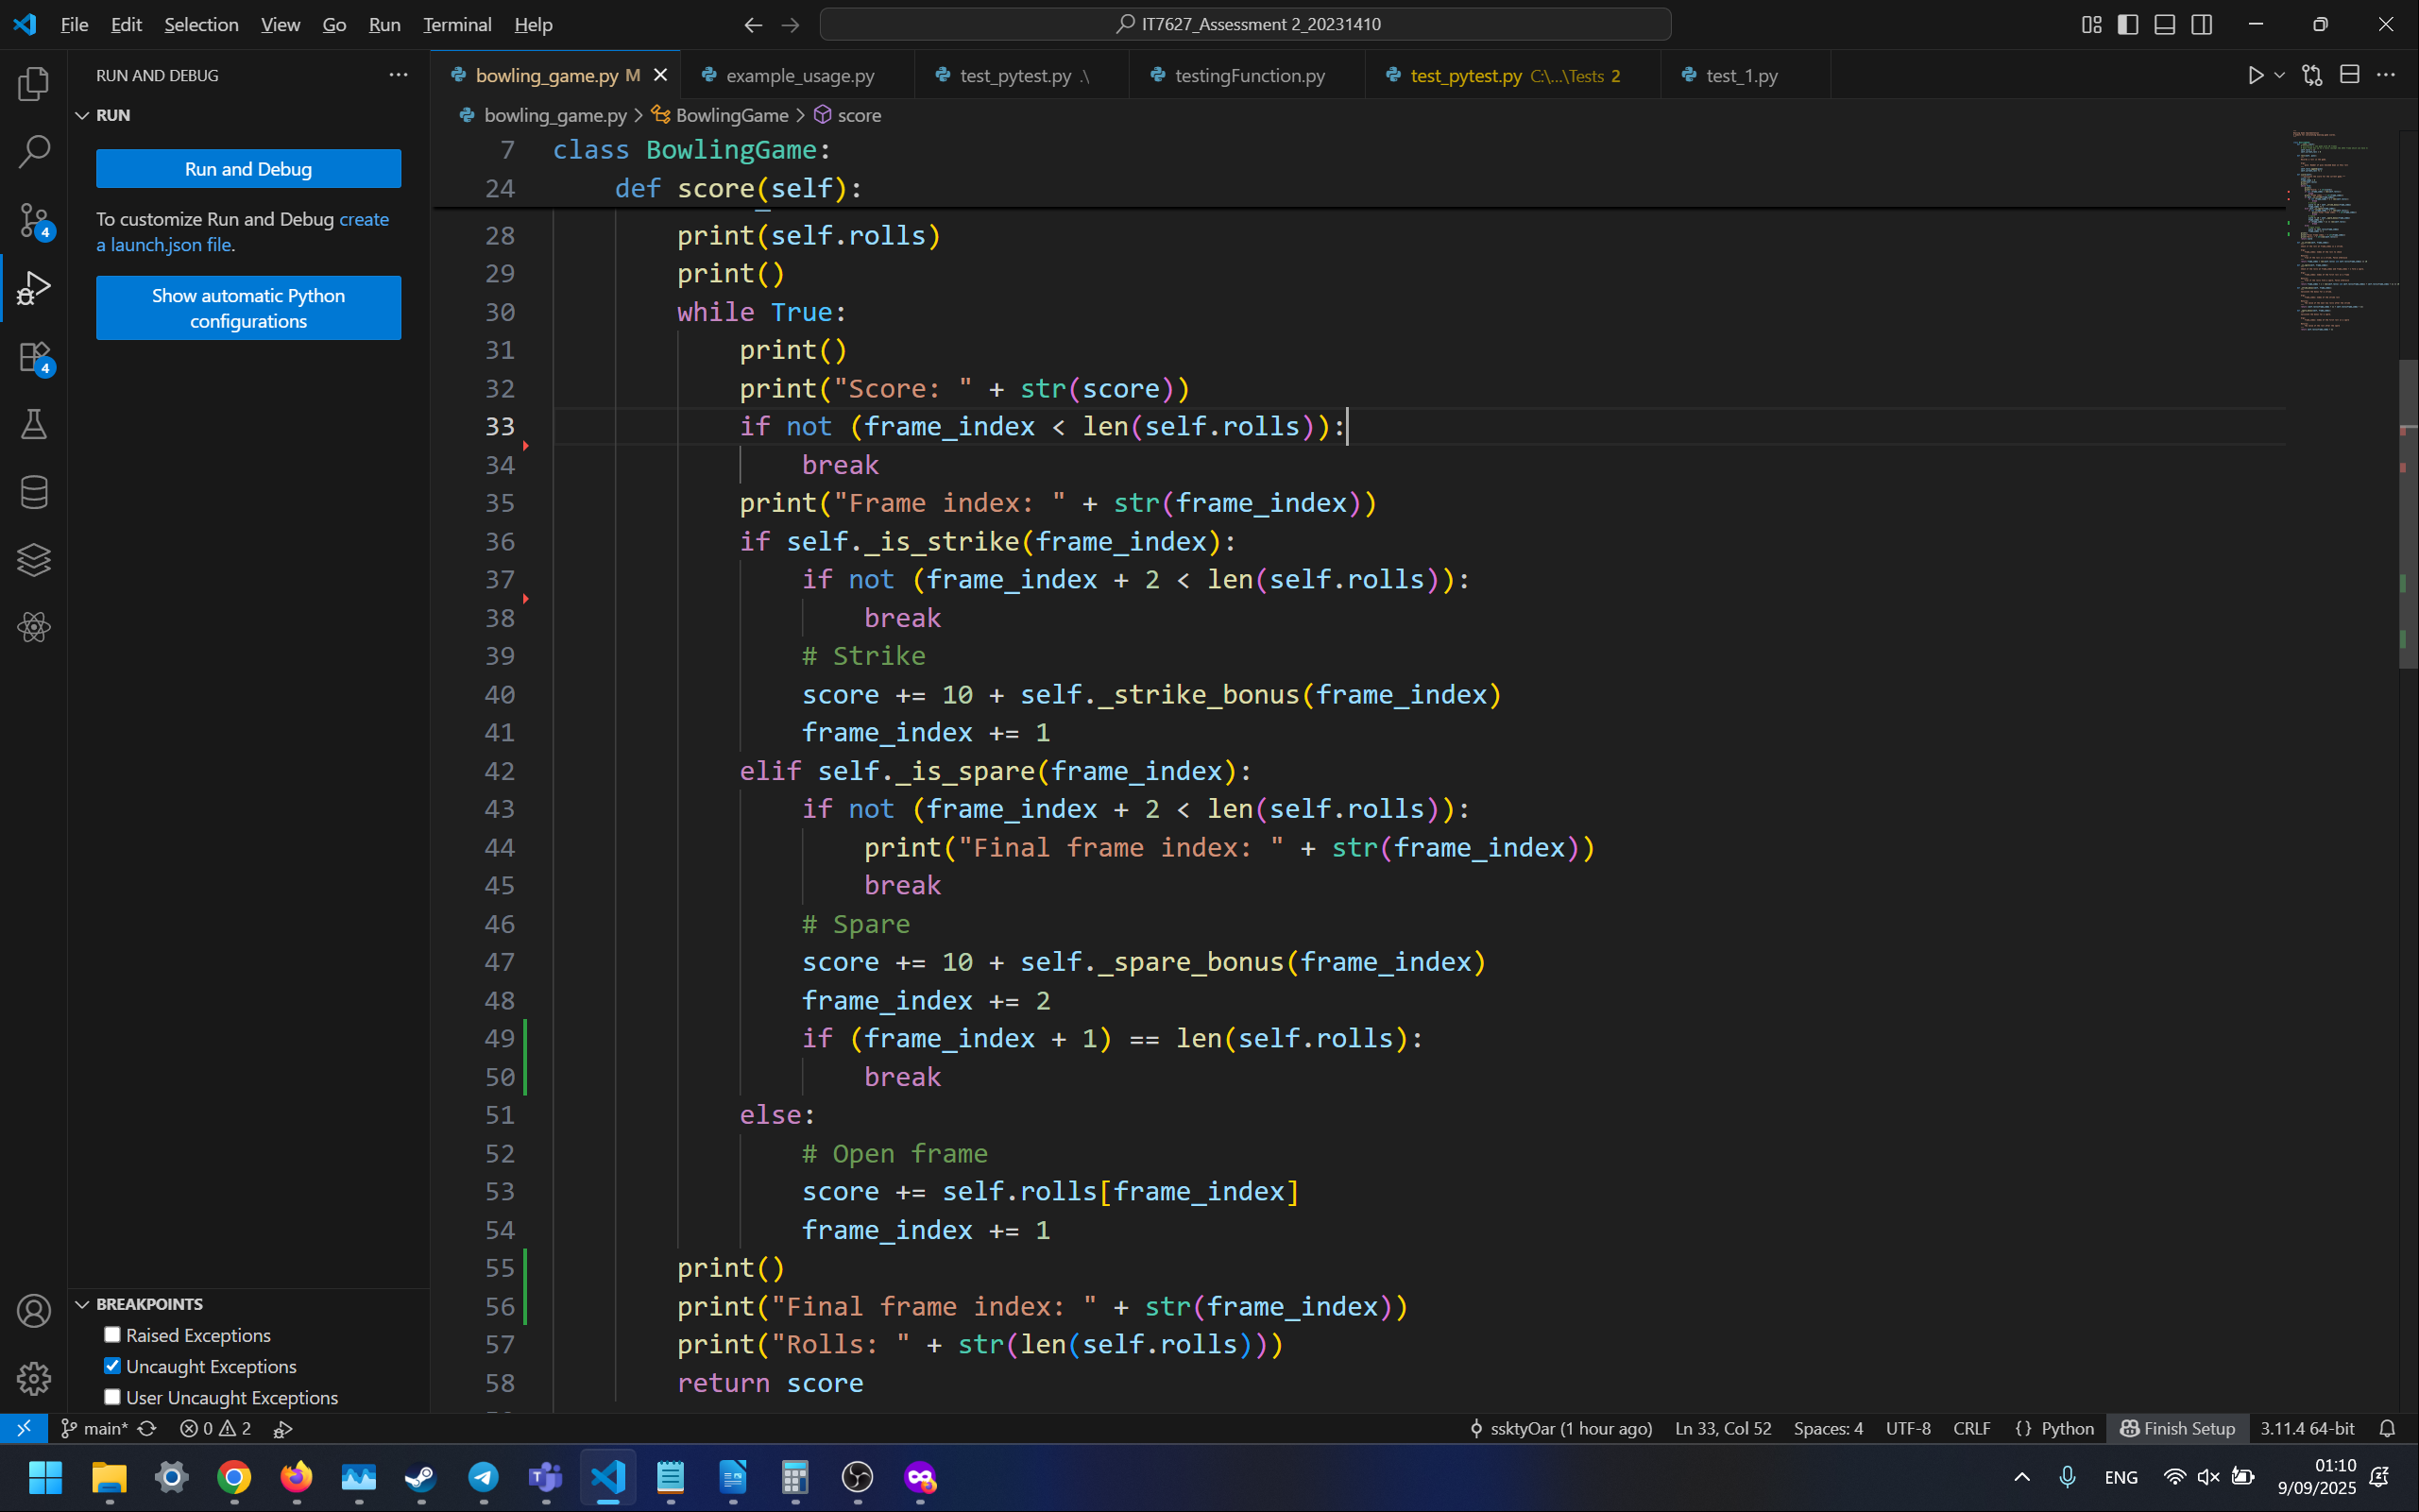 File Edit Selection View Go Run Terminal Help
IT7627_Assessment 2_20231410
RUN AND DEBUG
bowling_game.py M
example_usage.py
test_pytest.py .\
testingFunction.py
test_pytest.py C:\...\Tests 2
test_1.py
RUN
Run and Debug
To customize Run and Debug create
a launch.json file.
Show automatic Python
configurations
4
4
bowling_game.py > BowlingGame > score
7 class BowlingGame:
24 def score(self):
28 print(self.rolls)
29 print()
30 while True:
31 print()
32 print("Score: " + str(score))
33 if not (frame_index < len(self.rolls)):
34 break
35 print("Frame index: " + str(frame_index))
36 if self._is_strike(frame_index):
37 if not (frame_index + 2 < len(self.rolls)):
38 break
39 # Strike
40 score += 10 + self._strike_bonus(frame_index)
41 frame_index += 1
42 elif self._is_spare(frame_index):
43 if not (frame_index + 2 < len(self.rolls)):
44 print("Final frame index: " + str(frame_index))
45 break
46 # Spare
47 score += 10 + self._spare_bonus(frame_index)
48 frame_index += 2
49 if (frame_index + 1) == len(self.rolls):
50 break
51 else:
52 # Open frame
53 score += self.rolls[frame_index]
54 frame_index += 1
55 print()
56 print("Final frame index: " + str(frame_index))
57 print("Rolls: " + str(len(self.rolls)))
58 return score
BREAKPOINTS
Raised Exceptions
Uncaught Exceptions
User Uncaught Exceptions
main* 0 2
ssktyOar (1 hour ago) Ln 33, Col 52 Spaces: 4 UTF-8 CRLF {} Python Finish Setup 3.11.4 64-bit
ENG
01:10
9/09/2025